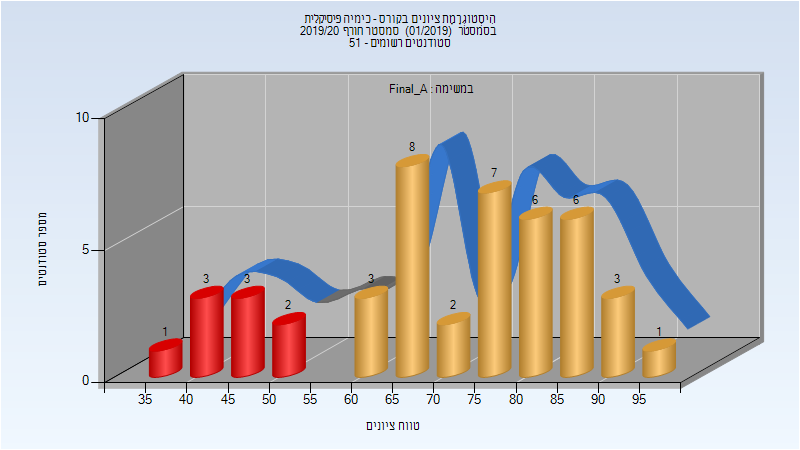 היסטוגרמת ציונים בקורס - כימיה פיסיקלית
בסמסטר (01/2019) סמסטר חורף 2019/20
סטודנטים רשומים - 51
במשימה : Final_A
מספר סטודנטים
10
5
0
1
3
3
2
3
8
2
7
6
6
3
1
35 40 45 50 55 60 65 70 75 80 85 90 95
טווח ציונים